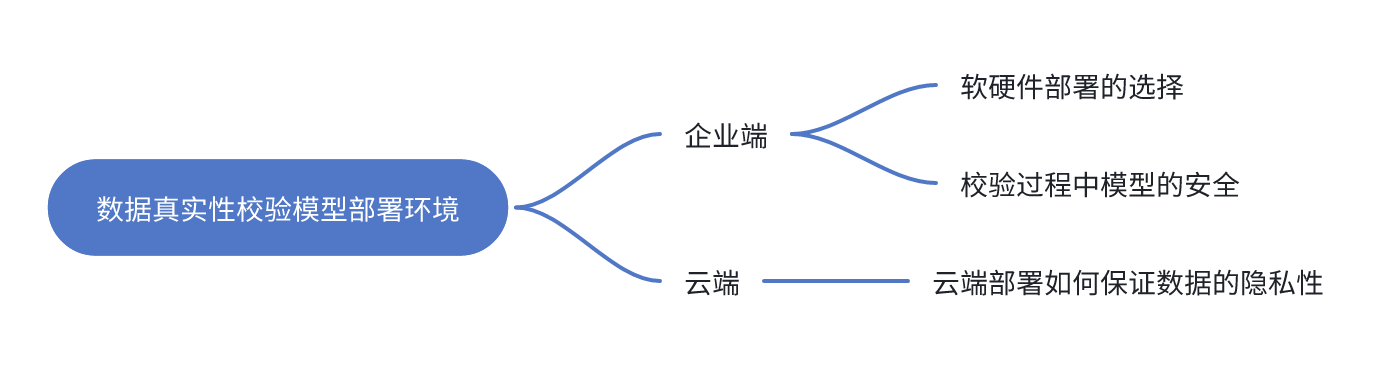 数据真实性校验模型部署环境
企业端
软硬件部署的选择
校验过程中模型的安全
云端
云端部署如何保证数据的隐私性